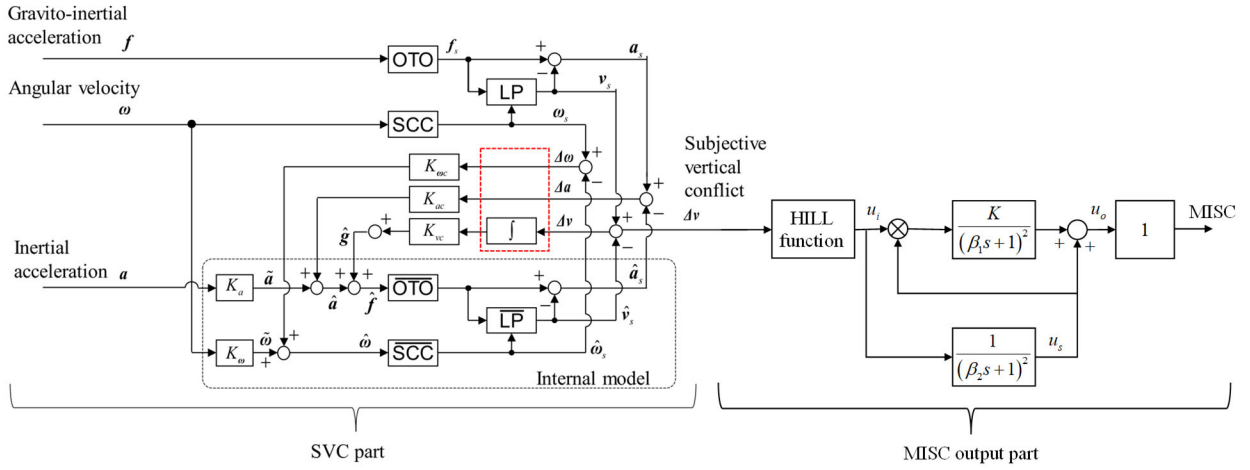 Gravito-inertial
acceleration f
Angular velocity
ω
OTO
f_s
+
−
a_s
LP
v_s
SCC
ω_s
K_ωc
Δω
+
−
K_ac
Δa
+
−
K_vc
∫
Δv
+
−
ĝ
+
Subjective
vertical
conflict
Δv
Inertial
acceleration a
K_a
ã
+
+
â
+
+
f̂
OTO
+
−
â_s
LP
v̂_s
K_ω
ω̃
+
+
ω̂
SCC
ω̂_s
Internal model
SVC part
HILL
function
u_i
K
(β₁s + 1)²
+
+
u_o
1
MISC
1
(β₂s + 1)²
u_s
MISC output part